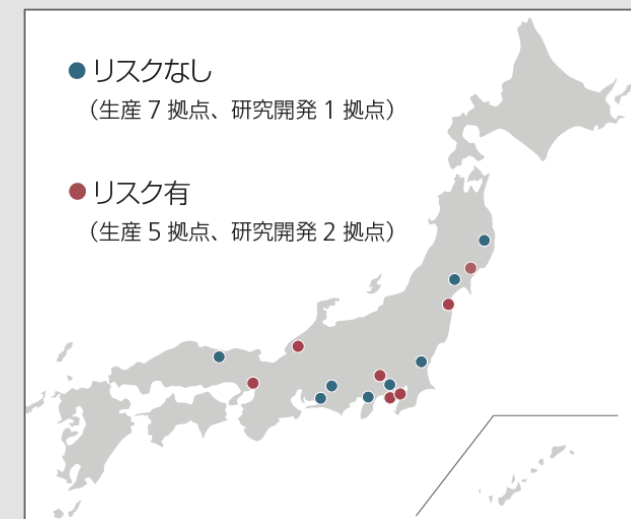 リスクなし
（生産 7 拠点、研究開発 1 拠点）
リスク有
（生産 5 拠点、研究開発 2 拠点）